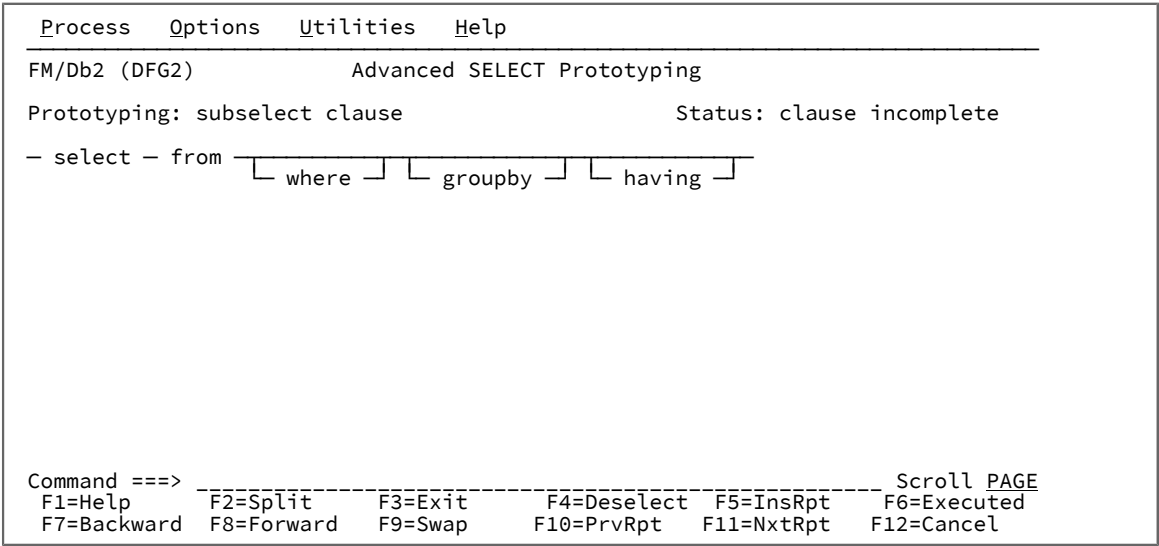 Process Options Utilities Help
FM/Db2 (DFG2) Advanced SELECT Prototyping
Prototyping: subselect clause Status: clause incomplete
─ select ─ from ─┬──────────┬─┬────────────┬─┬───────────┬─
└─ where ─┘ └─ groupby ─┘ └─ having ─┘
Command ===> _____________________________________________________ Scroll PAGE
F1=Help F2=Split F3=Exit F4=Deselect F5=InsRpt F6=Executed
F7=Backward F8=Forward F9=Swap F10=PrvRpt F11=NxtRpt F12=Cancel